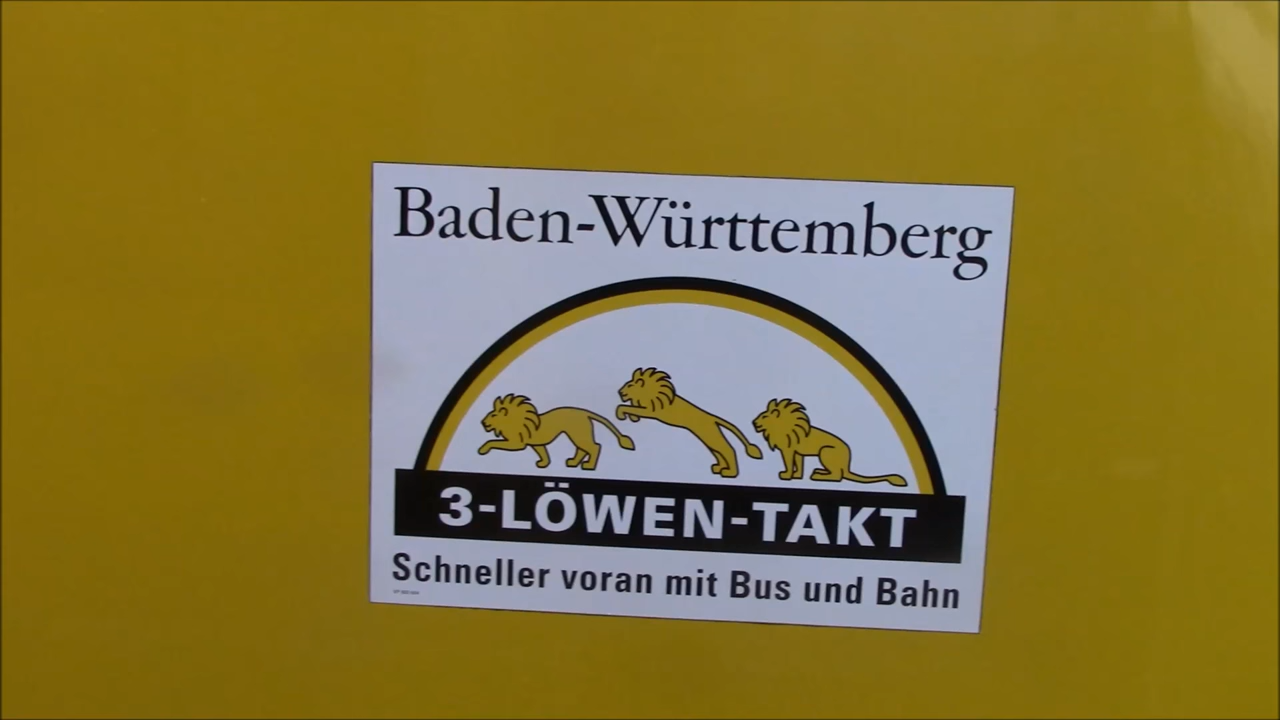 Baden-Württemberg
3-LÖWEN-TAKT
Schneller voran mit Bus und Bahn